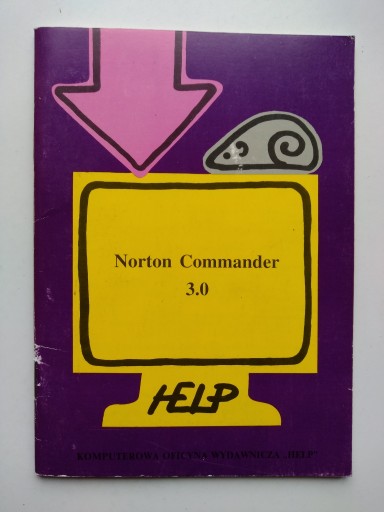 Norton Commander
3.0
HELP
KOMPUTEROWA OFICYNA WYDAWNICZA „HELP"